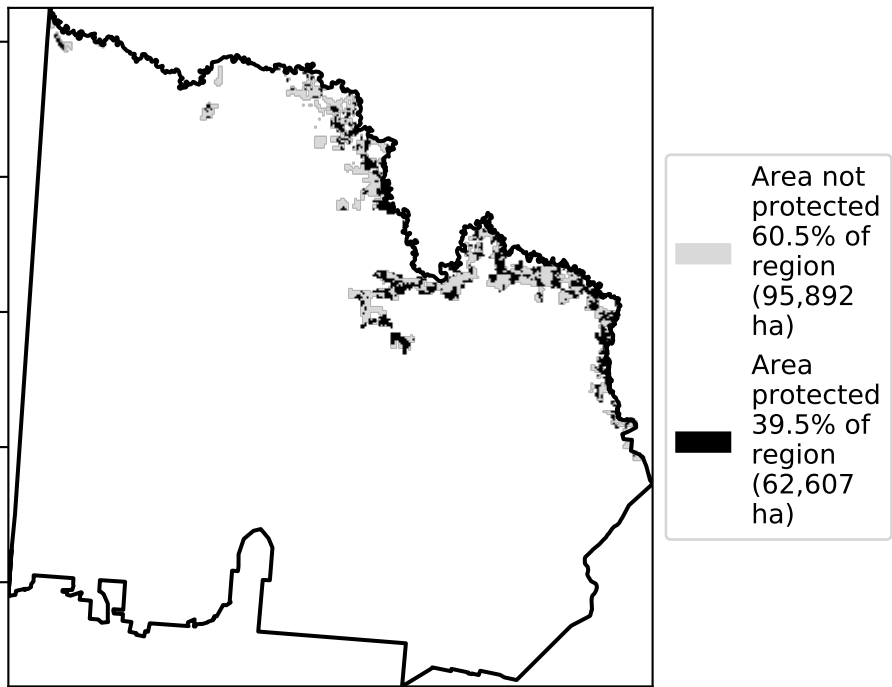 Area not
protected
60.5% of
region
(95,892
ha)
Area
protected
39.5% of
region
(62,607
ha)